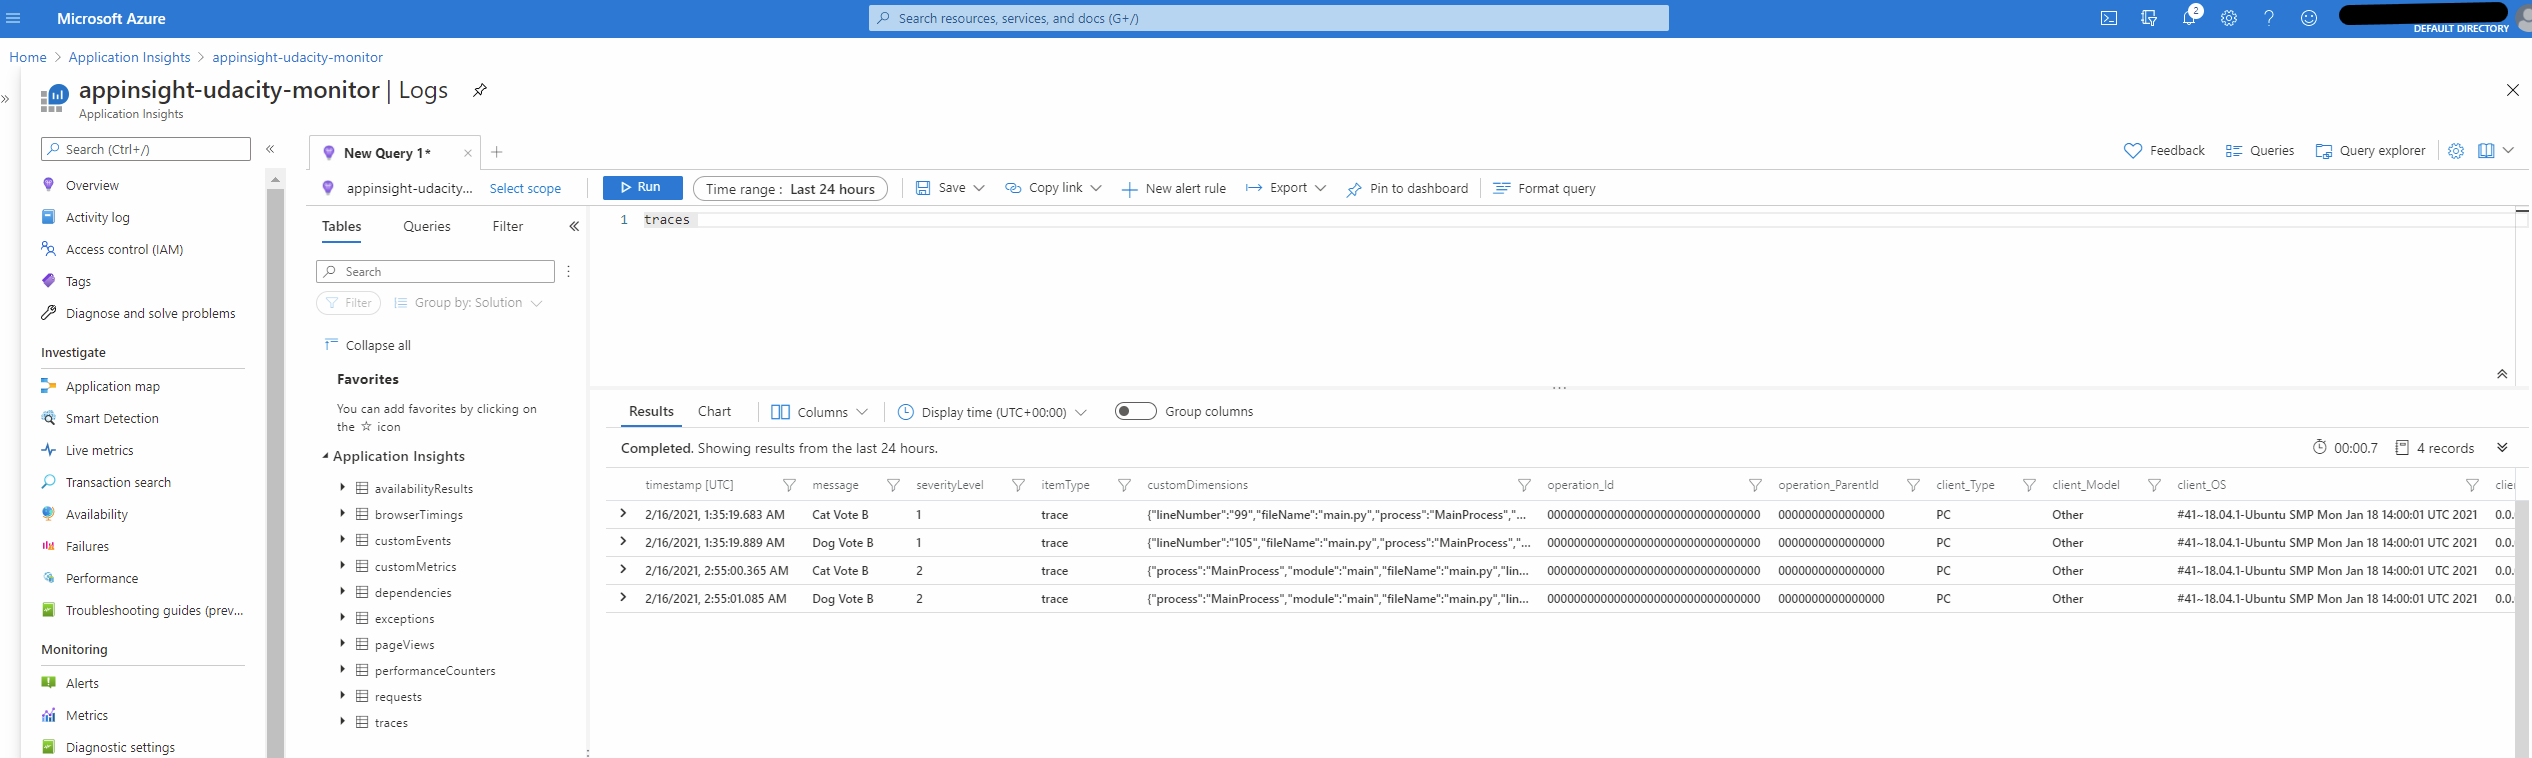 Microsoft Azure
Search resources, services, and docs (G+/)
2
DEFAULT DIRECTORY
Home > Application Insights > appinsight-udacity-monitor
appinsight-udacity-monitor | Logs
Application Insights
Search (Ctrl+/)
Overview
Activity log
Access control (IAM)
Tags
Diagnose and solve problems
Investigate
Application map
Smart Detection
Live metrics
Transaction search
Availability
Failures
Performance
Troubleshooting guides (prev...
Monitoring
Alerts
Metrics
Diagnostic settings
New Query 1*
Feedback
Queries
Query explorer
appinsight-udacity...
Select scope
Run
Time range : Last 24 hours
Save
Copy link
New alert rule
Export
Pin to dashboard
Format query
Tables
Queries
Filter
Search
Filter
Group by: Solution
Collapse all
Favorites
You can add favorites by clicking on
the ☆ icon
Application Insights
availabilityResults
browserTimings
customEvents
customMetrics
dependencies
exceptions
pageViews
performanceCounters
requests
traces
1 traces
Results
Chart
Columns
Display time (UTC+00:00)
Group columns
Completed. Showing results from the last 24 hours.
00:00.7
4 records
timestamp [UTC] message severityLevel itemType customDimensions operation_Id operation_ParentId client_Type client_Model client_OS clie
2/16/2021, 1:35:19.683 AM Cat Vote B 1 trace {"lineNumber":"99","fileName":"main.py","process":"MainProcess","... 00000000000000000000000000000000 0000000000000000 PC Other #41~18.04.1-Ubuntu SMP Mon Jan 18 14:00:01 UTC 2021 0.0.
2/16/2021, 1:35:19.889 AM Dog Vote B 1 trace {"lineNumber":"105","fileName":"main.py","process":"MainProcess","... 00000000000000000000000000000000 0000000000000000 PC Other #41~18.04.1-Ubuntu SMP Mon Jan 18 14:00:01 UTC 2021 0.0.
2/16/2021, 2:55:00.365 AM Cat Vote B 2 trace {"process":"MainProcess","module":"main","fileName":"main.py","lin... 00000000000000000000000000000000 0000000000000000 PC Other #41~18.04.1-Ubuntu SMP Mon Jan 18 14:00:01 UTC 2021 0.0.
2/16/2021, 2:55:01.085 AM Dog Vote B 2 trace {"process":"MainProcess","module":"main","fileName":"main.py","lin... 00000000000000000000000000000000 0000000000000000 PC Other #41~18.04.1-Ubuntu SMP Mon Jan 18 14:00:01 UTC 2021 0.0.